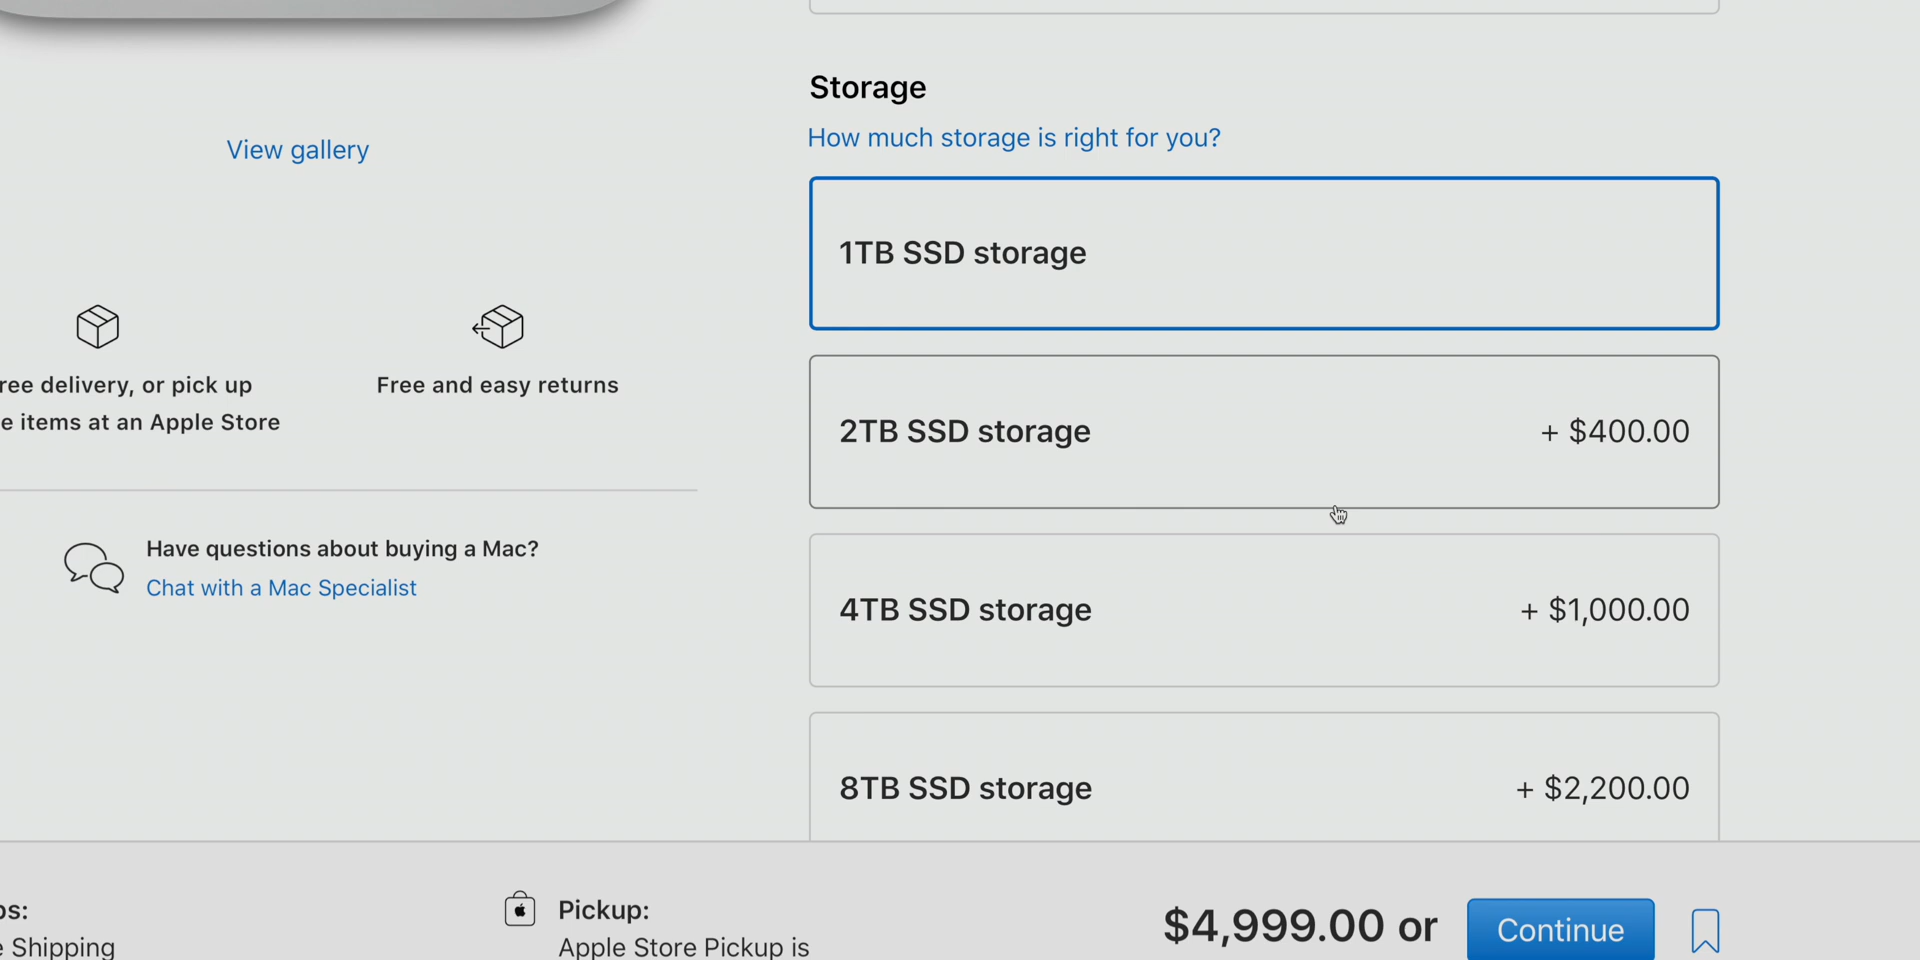 Storage
How much storage is right for you?
View gallery
1TB SSD storage
2TB SSD storage + $400.00
4TB SSD storage + $1,000.00
8TB SSD storage + $2,200.00
ree delivery, or pick up
e items at an Apple Store
Free and easy returns
Have questions about buying a Mac?
Chat with a Mac Specialist
ps:
e Shipping
Pickup:
Apple Store Pickup is
$4,999.00 or
Continue